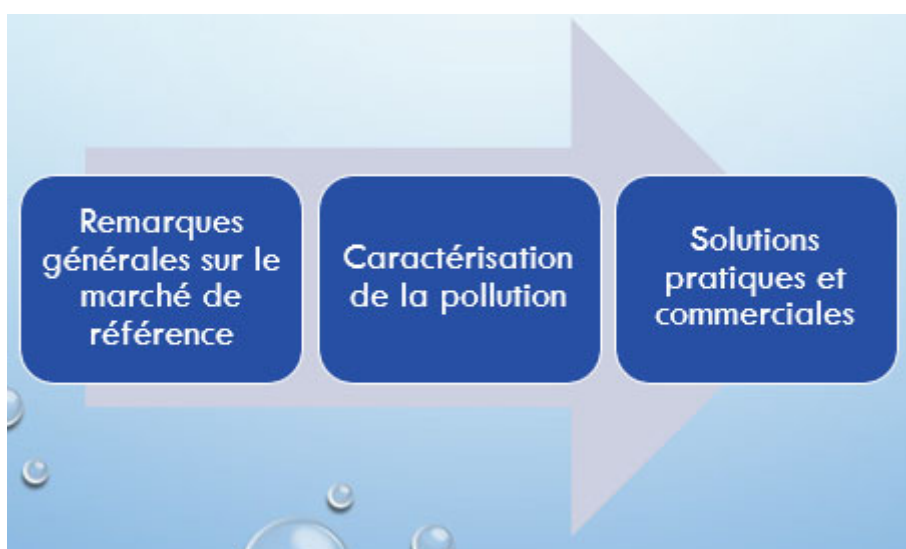 Remarques
générales sur le
marché de
référence
Caractérisation
de la pollution
Solutions
pratiques et
commerciales